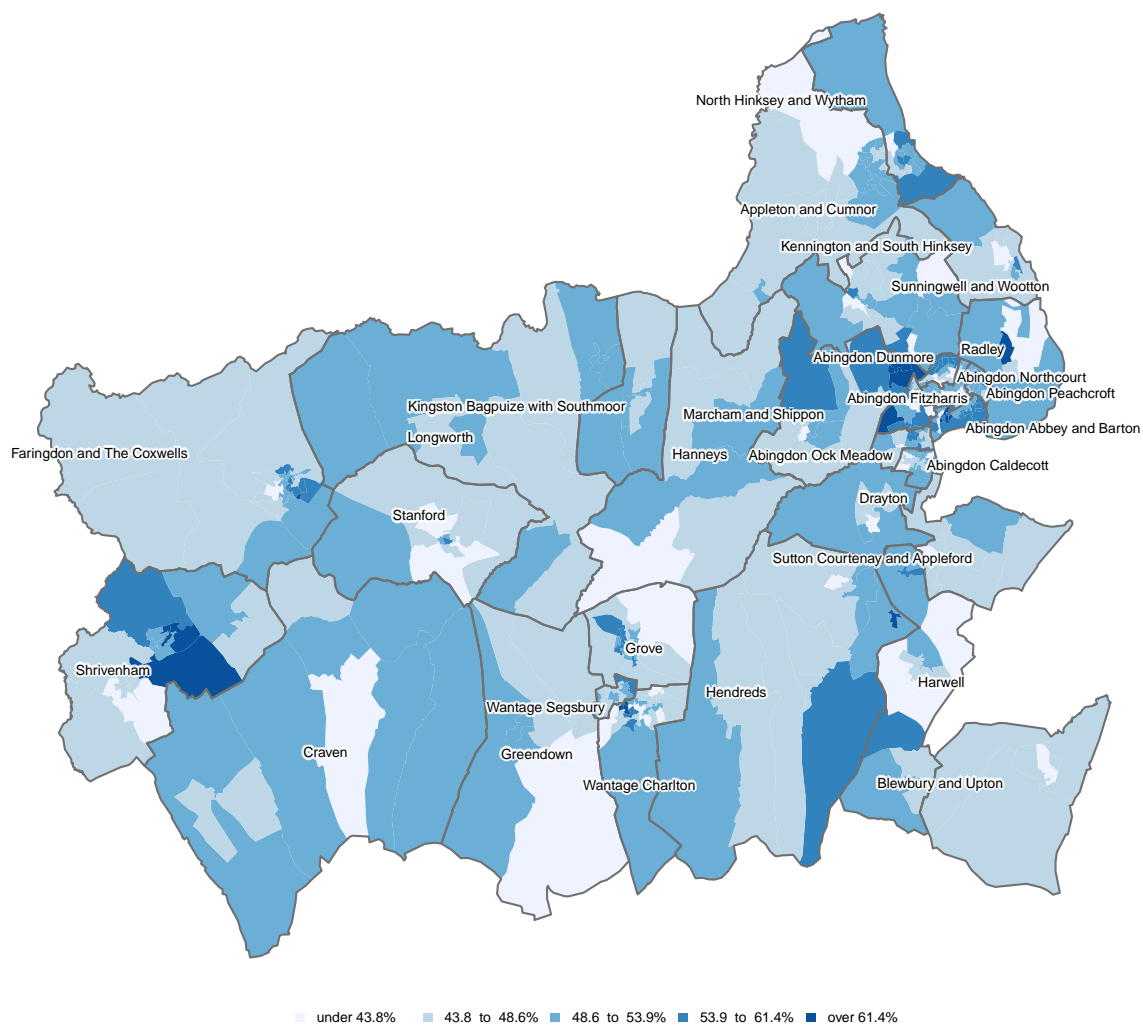 North Hinksey and Wytham
Appleton and Cumnor
Kennington and South Hinksey
Sunningwell and Wootton
Radley
Abingdon Dunmore
Abingdon Northcourt
Abingdon Peachcroft
Abingdon Fitzharris
Kingston Bagpuize with Southmoor
Marcham and Shippon
Abingdon Abbey and Barton
Longworth
Faringdon and The Coxwells
Hanneys
Abingdon Ock Meadow
Abingdon Caldecott
Drayton
Stanford
Sutton Courtenay and Appleford
Grove
Shrivenham
Harwell
Hendreds
Wantage Segsbury
Craven
Greendown
Wantage Charlton
Blewbury and Upton
under 43.8% 43.8 to 48.6% 48.6 to 53.9% 53.9 to 61.4% over 61.4%